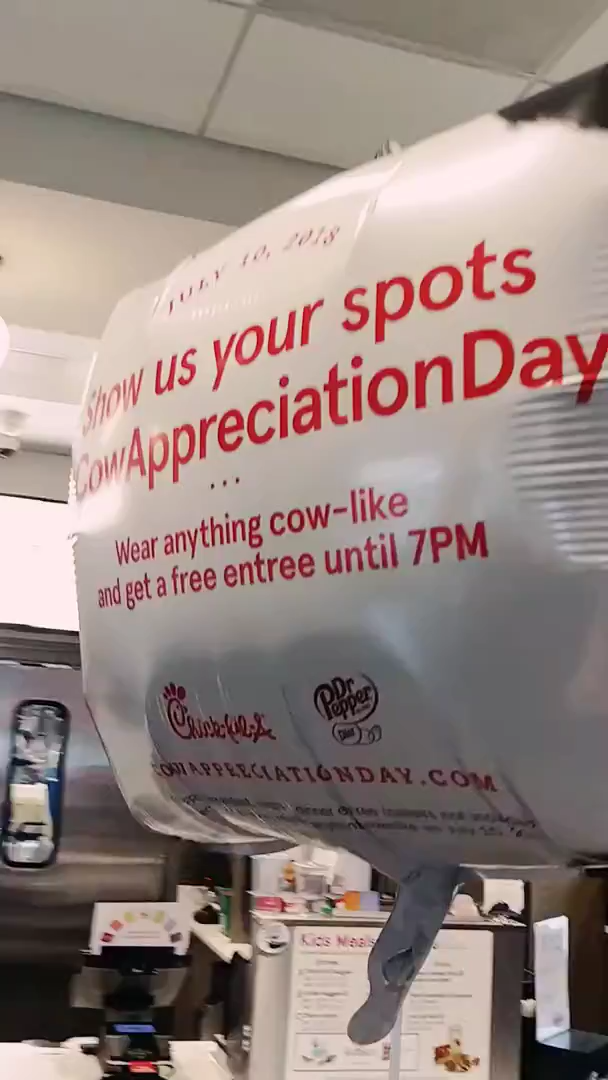 JULY 10, 2018
Show us your spots
CowAppreciationDay
...
Wear anything cow-like
and get a free entree until 7PM
Chick-fil-A
Dr Pepper
Diet
COWAPPRECIATIONDAY.COM
Kids Meals